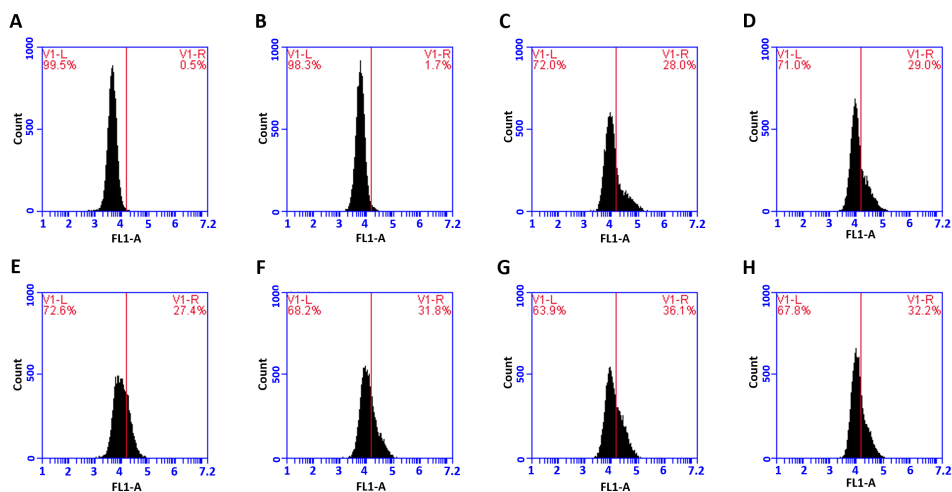 A
B
C
D
V1-L V1-R
99.5% 0.5%
V1-L V1-R
98.3% 1.7%
V1-L V1-R
72.0% 28.0%
V1-L V1-R
71.0% 29.0%
1000
500
0
Count
1 2 3 4 5 6 7.2
FL1-A
1000
500
0
Count
1 2 3 4 5 6 7.2
FL1-A
1000
500
0
Count
1 2 3 4 5 6 7.2
FL1-A
1000
500
0
Count
1 2 3 4 5 6 7.2
FL1-A
E
F
G
H
V1-L V1-R
72.6% 27.4%
V1-L V1-R
68.2% 31.8%
V1-L V1-R
63.9% 36.1%
V1-L V1-R
67.8% 32.2%
1000
500
0
Count
1 2 3 4 5 6 7.2
FL1-A
1000
500
0
Count
1 2 3 4 5 6 7.2
FL1-A
1000
500
0
Count
1 2 3 4 5 6 7.2
FL1-A
1000
500
0
Count
1 2 3 4 5 6 7.2
FL1-A